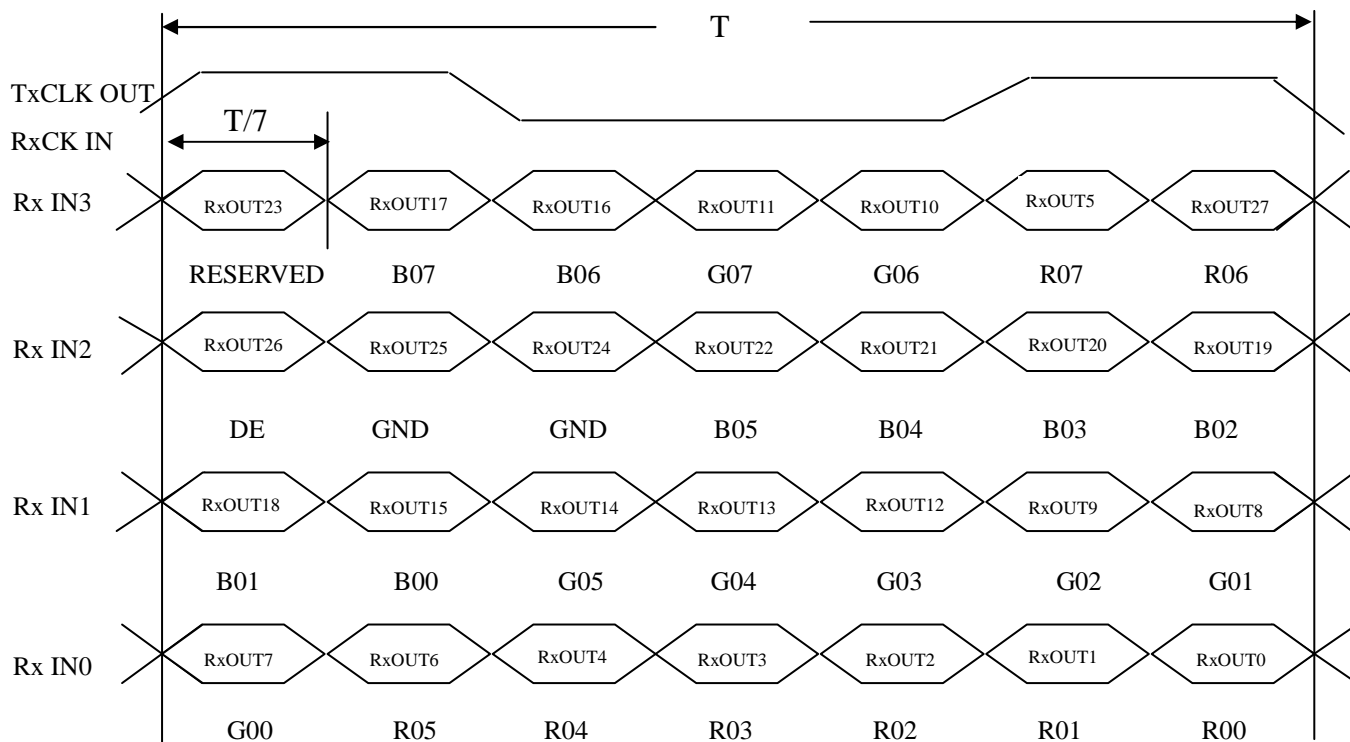 T
TxCLK OUT
T/7
RxCK IN
Rx IN3 RxOUT23 RxOUT17 RxOUT16 RxOUT11 RxOUT10 RxOUT5 RxOUT27
RESERVED B07 B06 G07 G06 R07 R06
Rx IN2 RxOUT26 RxOUT25 RxOUT24 RxOUT22 RxOUT21 RxOUT20 RxOUT19
DE GND GND B05 B04 B03 B02
Rx IN1 RxOUT18 RxOUT15 RxOUT14 RxOUT13 RxOUT12 RxOUT9 RxOUT8
B01 B00 G05 G04 G03 G02 G01
Rx IN0 RxOUT7 RxOUT6 RxOUT4 RxOUT3 RxOUT2 RxOUT1 RxOUT0
G00 R05 R04 R03 R02 R01 R00